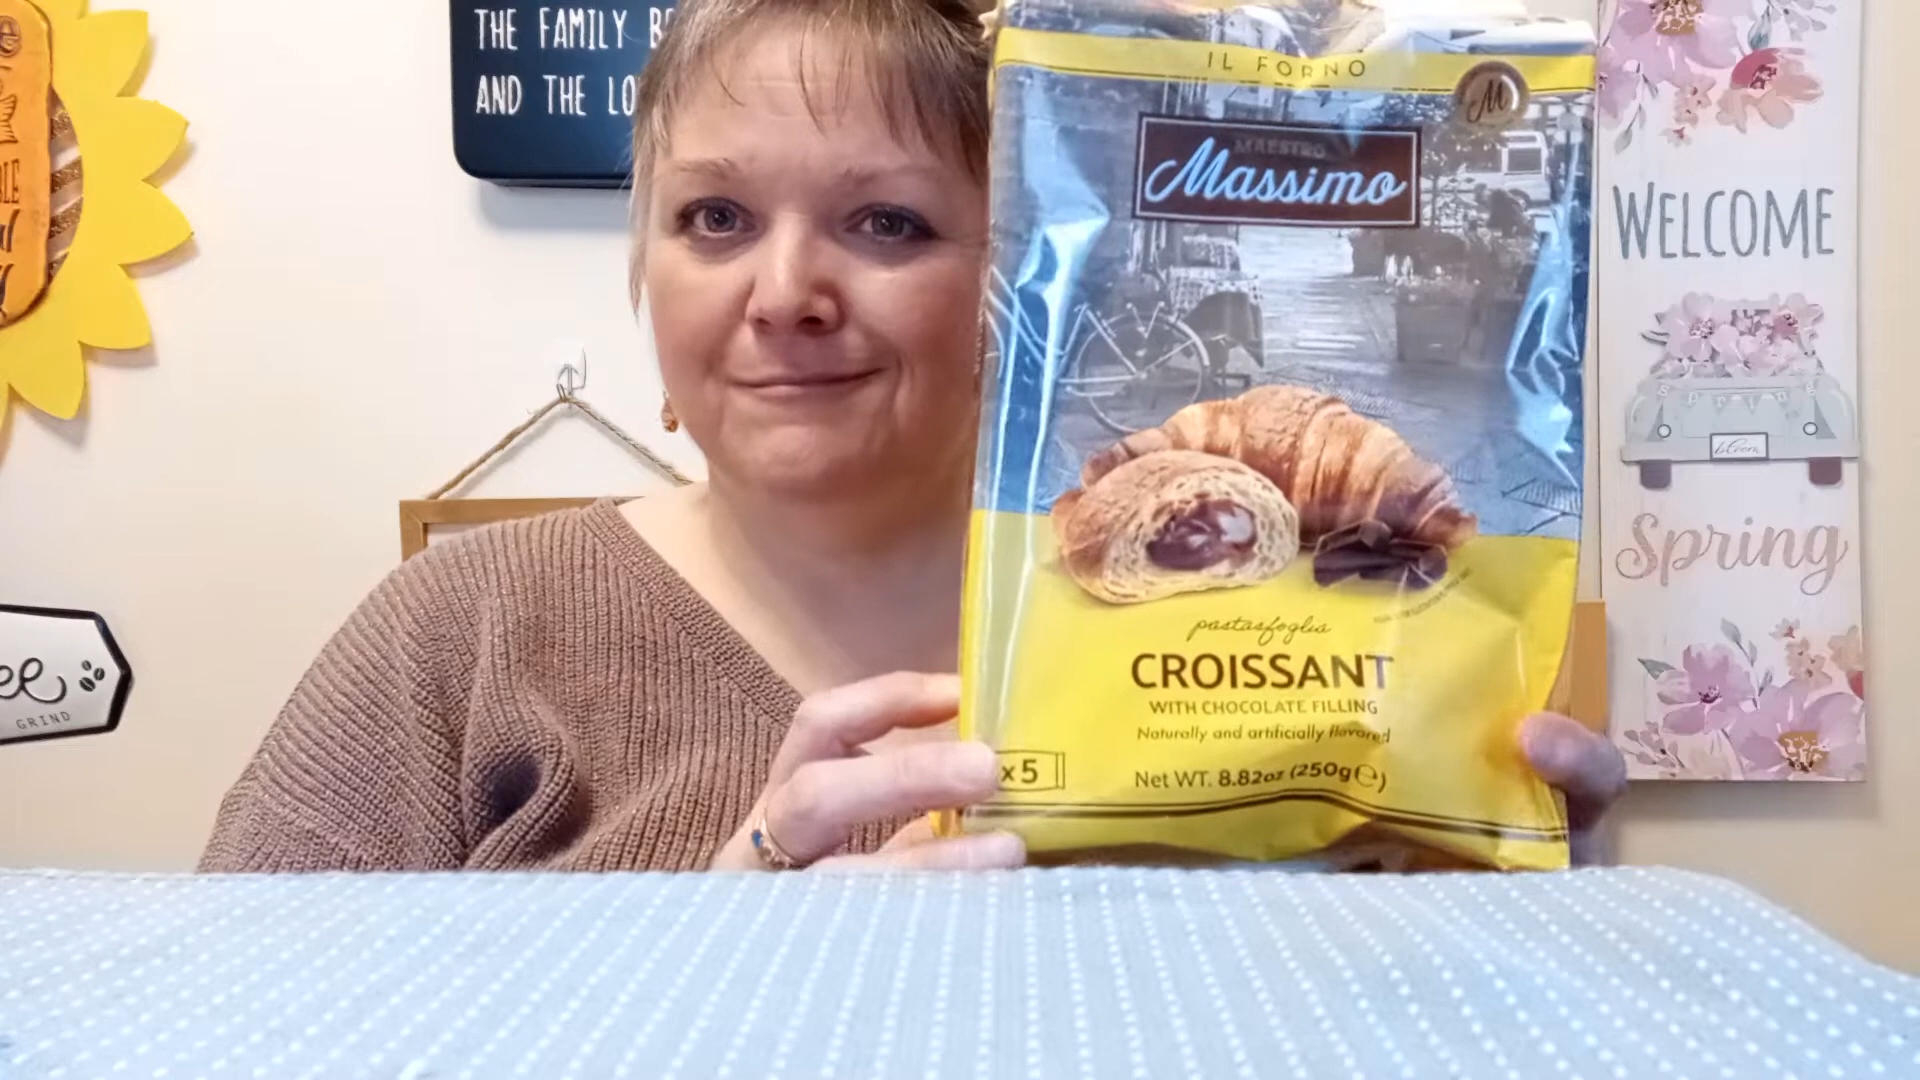 THE FAMILY
AND THE
IL FORNO
M
MAESTRO
Massimo
pastasfoglia
CROISSANT
WITH CHOCOLATE FILLING
Naturally and artificially flavored
x5
Net WT. 8.82oz (250g℮)
WELCOME
bloom
Spring
GRIND